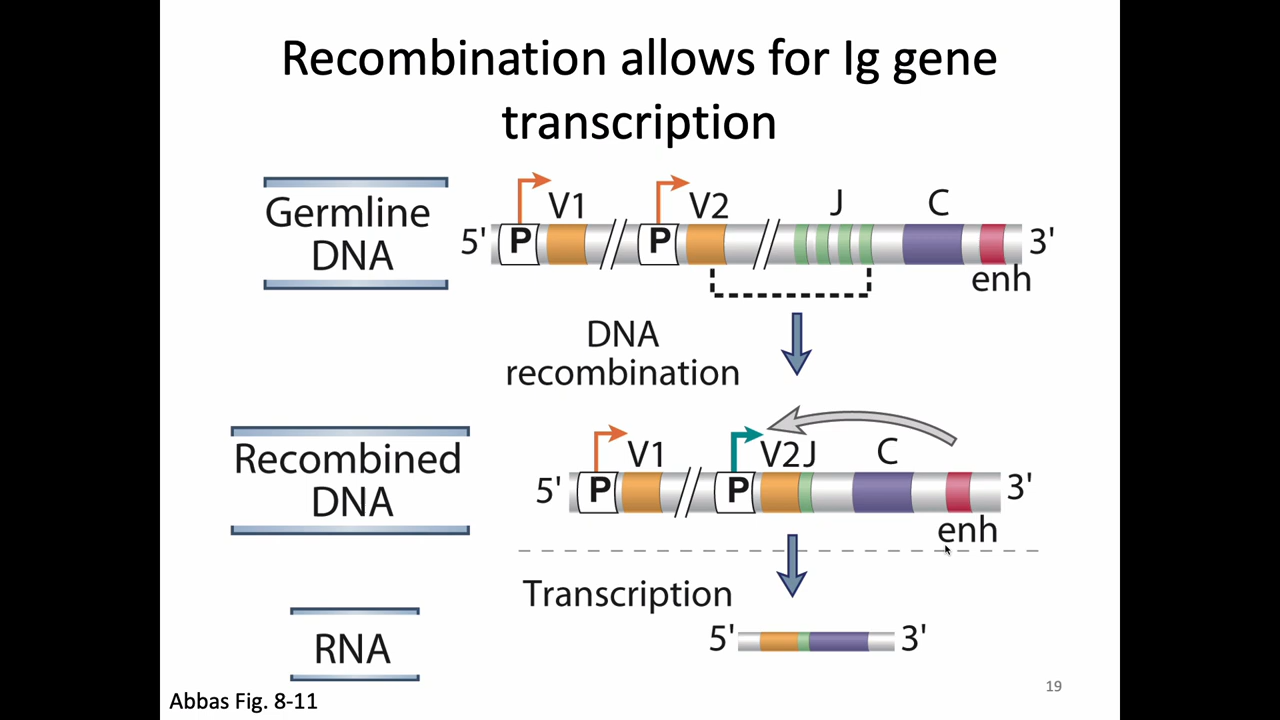 Recombination allows for Ig gene
transcription
Germline
DNA
5' P V1 P V2 J C 3'
enh
DNA
recombination
Recombined
DNA
5' P V1 P V2 J C 3'
enh
Transcription
RNA
5' 3'
Abbas Fig. 8-11
19